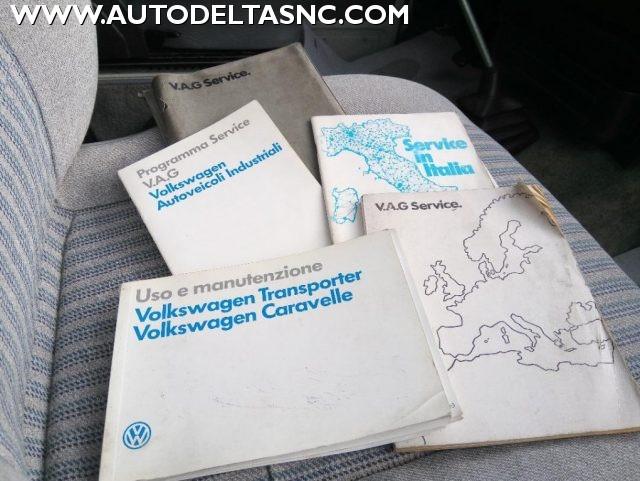 WWW.AUTODELTASNC.COM
V.A.G Service.
Programma Service
V.A.G
Volkswagen
Autoveicoli Industriali
Service
in
Italia
V.A.G Service.
Uso e manutenzione
Volkswagen Transporter
Volkswagen Caravelle